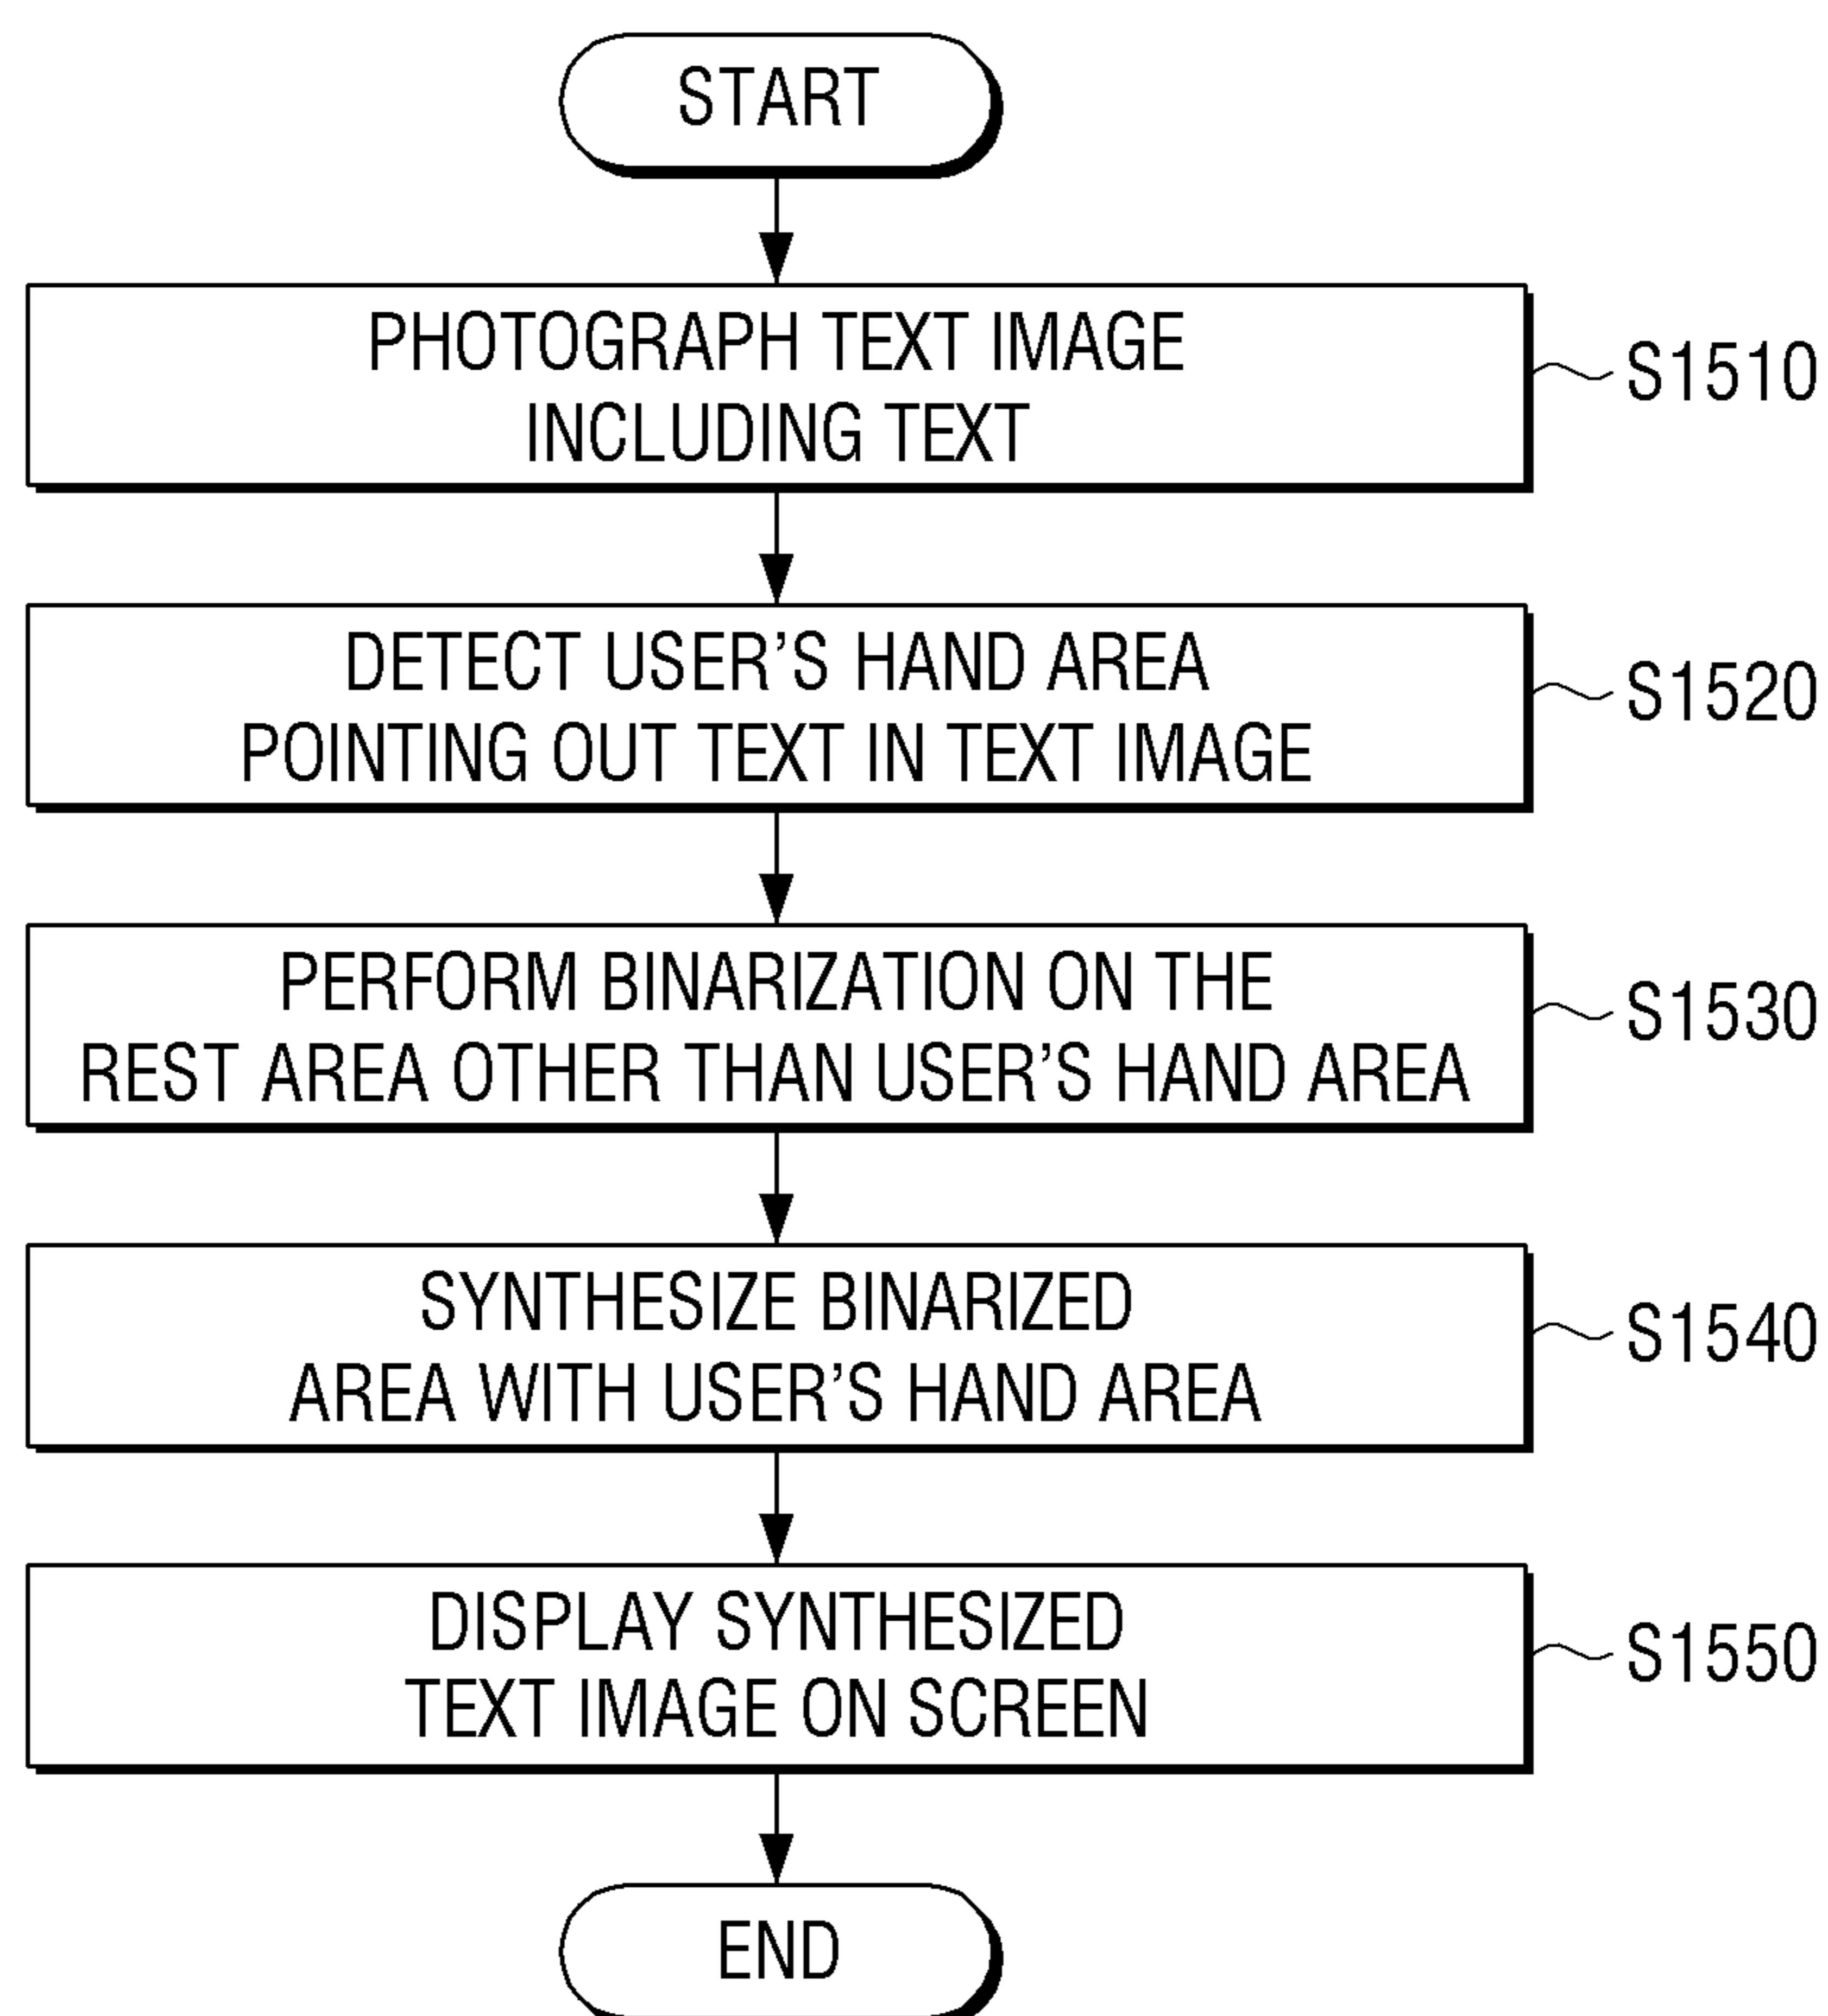 START
PHOTOGRAPH TEXT IMAGE
INCLUDING TEXT
S1510
DETECT USER’S HAND AREA
POINTING OUT TEXT IN TEXT IMAGE
S1520
PERFORM BINARIZATION ON THE
REST AREA OTHER THAN USER’S HAND AREA
S1530
SYNTHESIZE BINARIZED
AREA WITH USER’S HAND AREA
S1540
DISPLAY SYNTHESIZED
TEXT IMAGE ON SCREEN
S1550
END